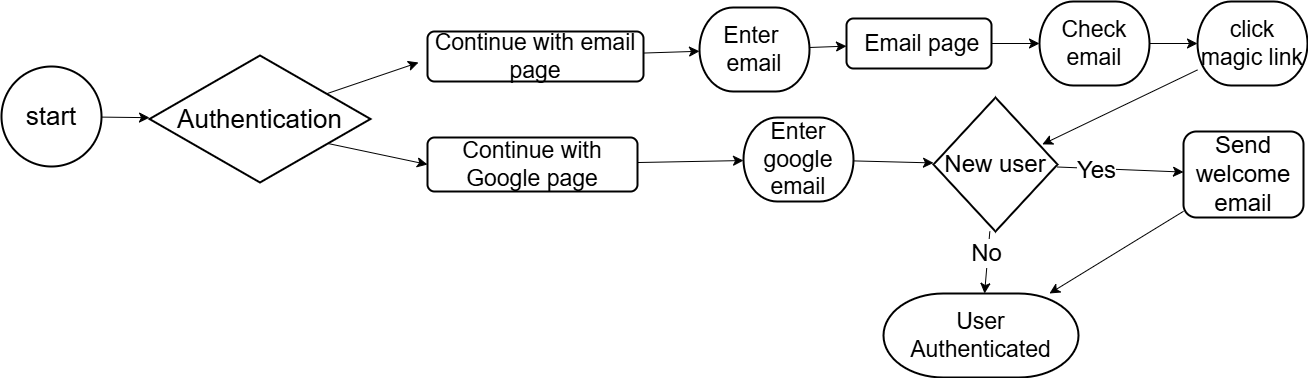 start
Authentication
Continue with email
page
Enter
email
Email page
Check
email
click
magic link
Continue with
Google page
Enter
google
email
New user
Yes
Send
welcome
email
No
User
Authenticated